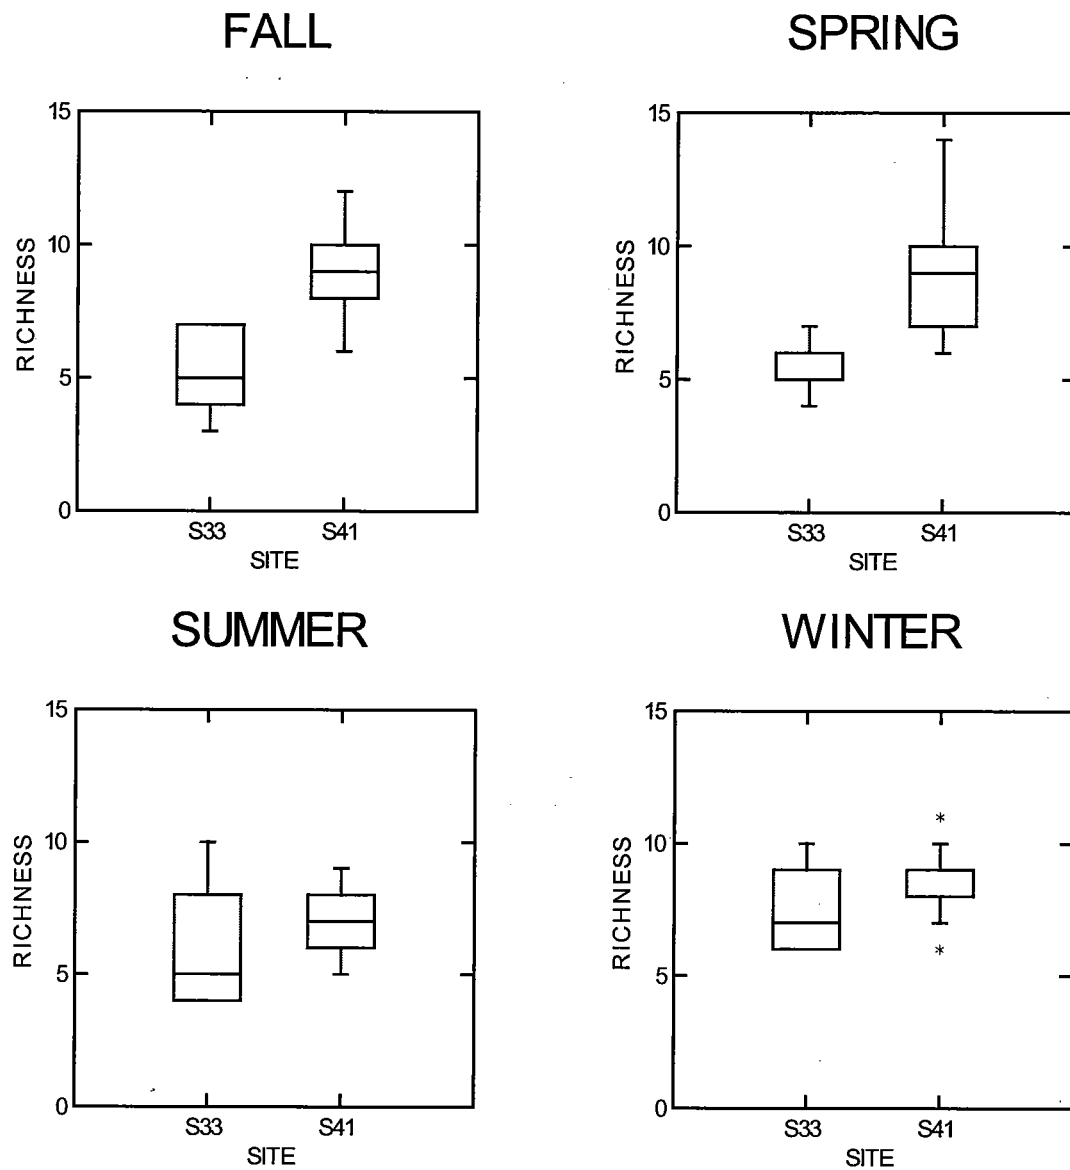 FALL
15
10
5
0
RICHNESS
S33 S41
SITE
SPRING
15
10
5
0
RICHNESS
S33 S41
SITE
SUMMER
15
10
5
0
RICHNESS
S33 S41
SITE
WINTER
15
10
5
0
RICHNESS
S33 S41
SITE